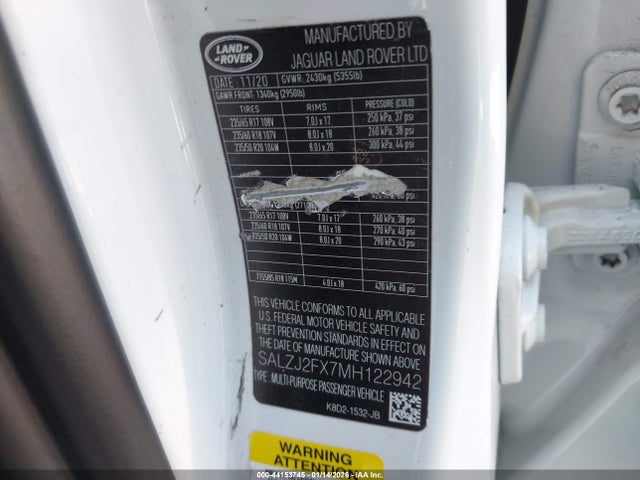 LAND ROVER
MANUFACTURED BY
JAGUAR LAND ROVER LTD
DATE: 11/20 GVWR. 2430kg (5355lb)
GAWR FRONT. 1340kg (2950lb)
TIRES RIMS PRESSURE (COLD)
235/65 R17 108V 7.0J x 17 250 kPa, 37 psi
235/60 R18 107V 8.0J x 18 260 kPa, 38 psi
235/50 R20 104W 8.0J x 20 300 kPa, 44 psi
420 kPa, 60 psi
235/65 R17 108V 7.0J x 17 260 kPa, 38 psi
235/60 R18 107V 8.0J x 18 270 kPa, 40 psi
235/50 R20 104W 8.0J x 20 290 kPa, 43 psi
T155/85 R18 115M 4.0J x 18 420 kPa, 60 psi
THIS VEHICLE CONFORMS TO ALL APPLICABLE
U.S. FEDERAL MOTOR VEHICLE SAFETY AND
THEFT PREVENTION STANDARDS IN EFFECT ON
THE DATE OF MANUFACTURE SHOWN ABOVE
SALZJ2FX7MH122942
TYPE: MULTI-PURPOSE PASSENGER VEHICLE
K8D2-1532-JB
WARNING
ATTENTION
000-44153745 - 01/14/2026 - IAA Inc.